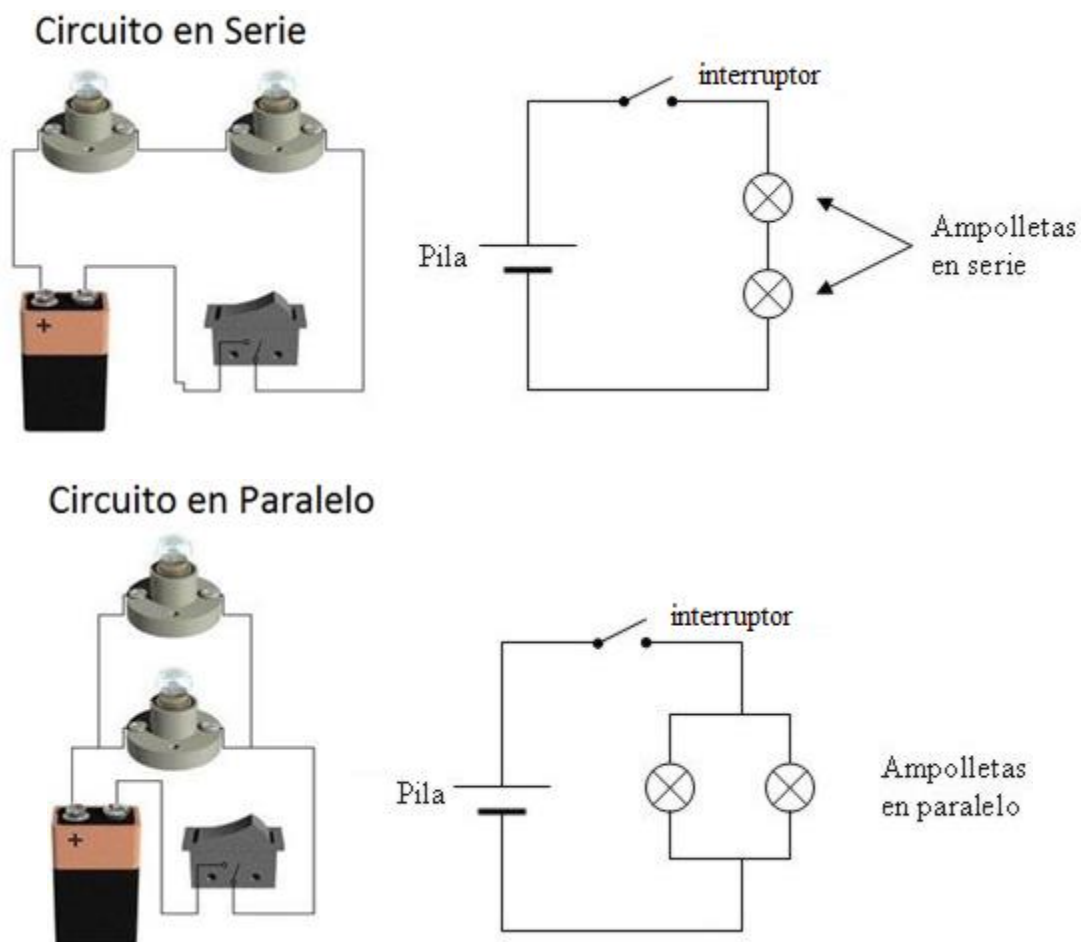 Circuito en Serie
interruptor
Pila
Ampolletas
en serie
+
Circuito en Paralelo
interruptor
Pila
Ampolletas
en paralelo
+